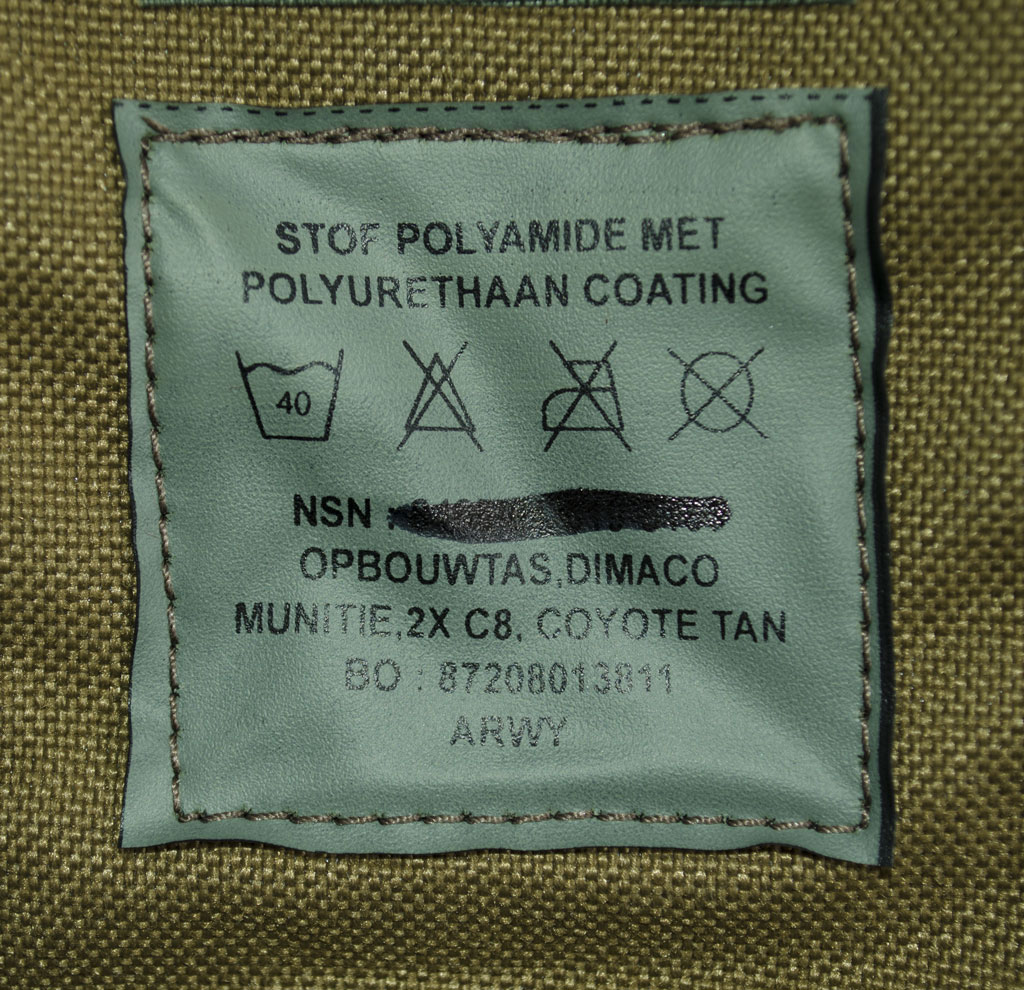 STOF POLYAMIDE MET
POLYURETHAAN COATING
40
NSN :
OPBOUWTAS,DIMACO
MUNITIE,2X C8, COYOTE TAN
BO : 87208013811
ARWY